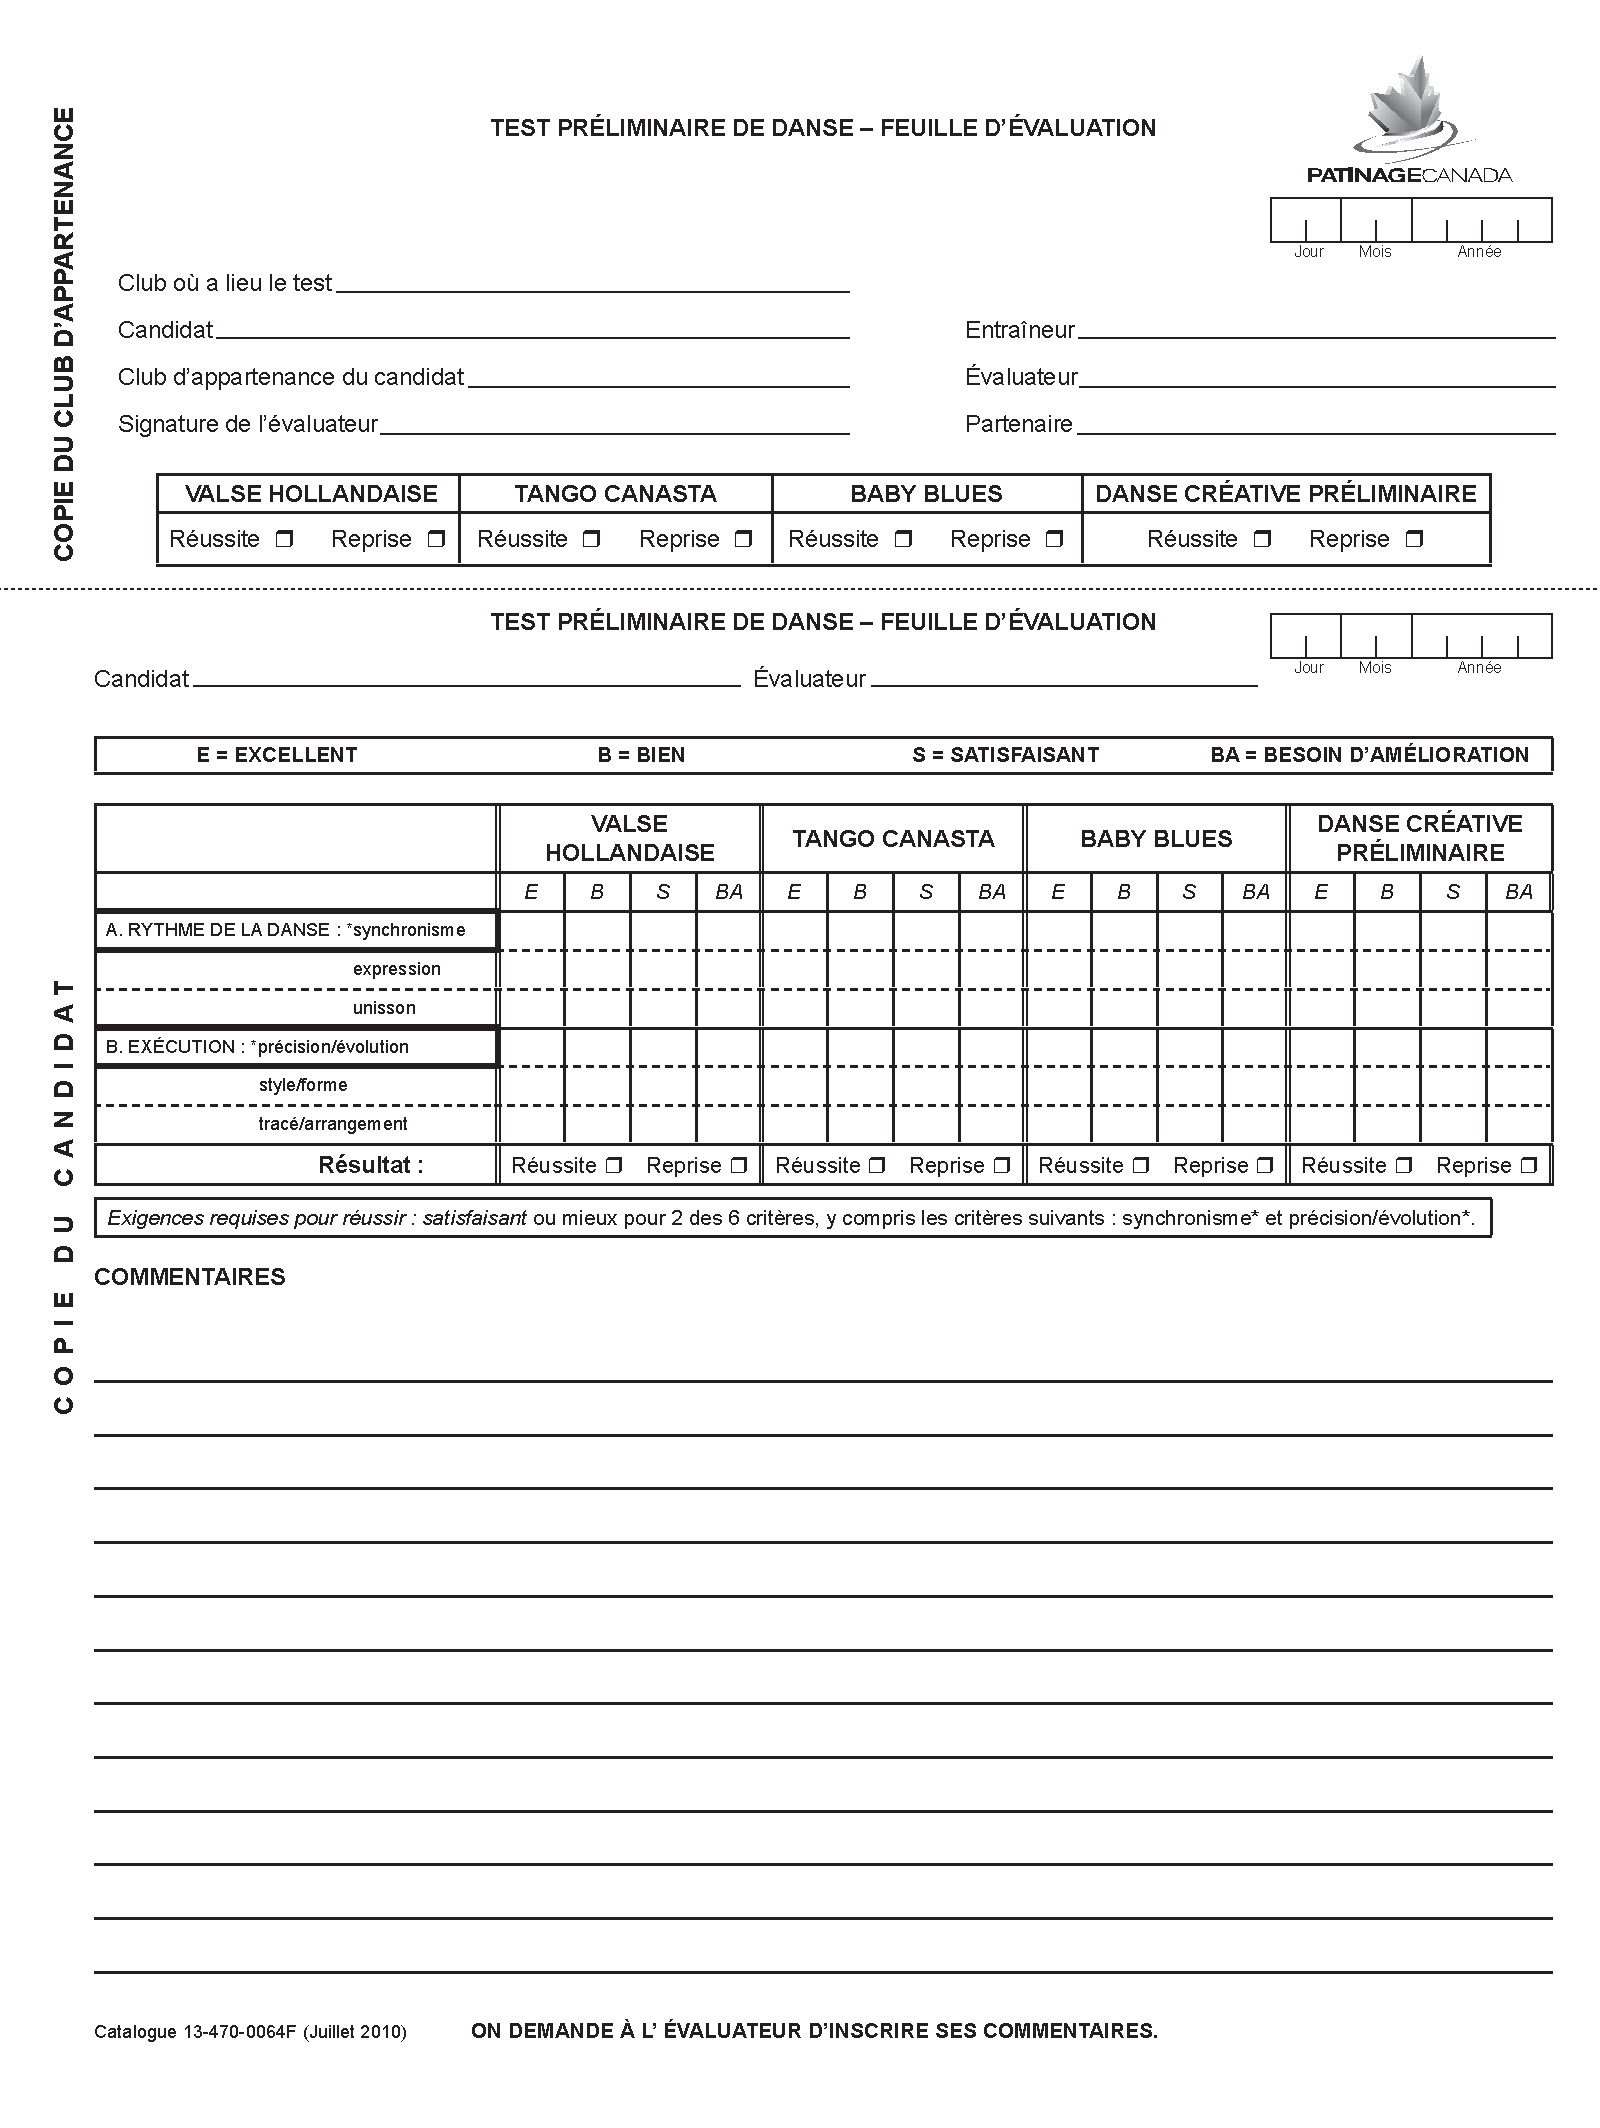 COPIE DU CLUB D'APPARTENANCE
TEST PRÉLIMINAIRE DE DANSE – FEUILLE D'ÉVALUATION
PATINAGE CANADA
Jour Mois Année
Club où a lieu le test
Candidat Entraîneur
Club d'appartenance du candidat Évaluateur
Signature de l'évaluateur Partenaire
VALSE HOLLANDAISE TANGO CANASTA BABY BLUES DANSE CRÉATIVE PRÉLIMINAIRE
Réussite ❒ Reprise ❒ Réussite ❒ Reprise ❒ Réussite ❒ Reprise ❒ Réussite ❒ Reprise ❒
COPIE DU CANDIDAT
TEST PRÉLIMINAIRE DE DANSE – FEUILLE D'ÉVALUATION
Jour Mois Année
Candidat Évaluateur
E = EXCELLENT B = BIEN S = SATISFAISANT BA = BESOIN D'AMÉLIORATION
VALSE HOLLANDAISE TANGO CANASTA BABY BLUES DANSE CRÉATIVE PRÉLIMINAIRE
E B S BA E B S BA E B S BA E B S BA
A. RYTHME DE LA DANSE : *synchronisme
expression
unisson
B. EXÉCUTION : *précision/évolution
style/forme
tracé/arrangement
Résultat : Réussite ❒ Reprise ❒ Réussite ❒ Reprise ❒ Réussite ❒ Reprise ❒ Réussite ❒ Reprise ❒
Exigences requises pour réussir : satisfaisant ou mieux pour 2 des 6 critères, y compris les critères suivants : synchronisme* et précision/évolution*.
COMMENTAIRES
Catalogue 13-470-0064F (Juillet 2010) ON DEMANDE À L' ÉVALUATEUR D'INSCRIRE SES COMMENTAIRES.